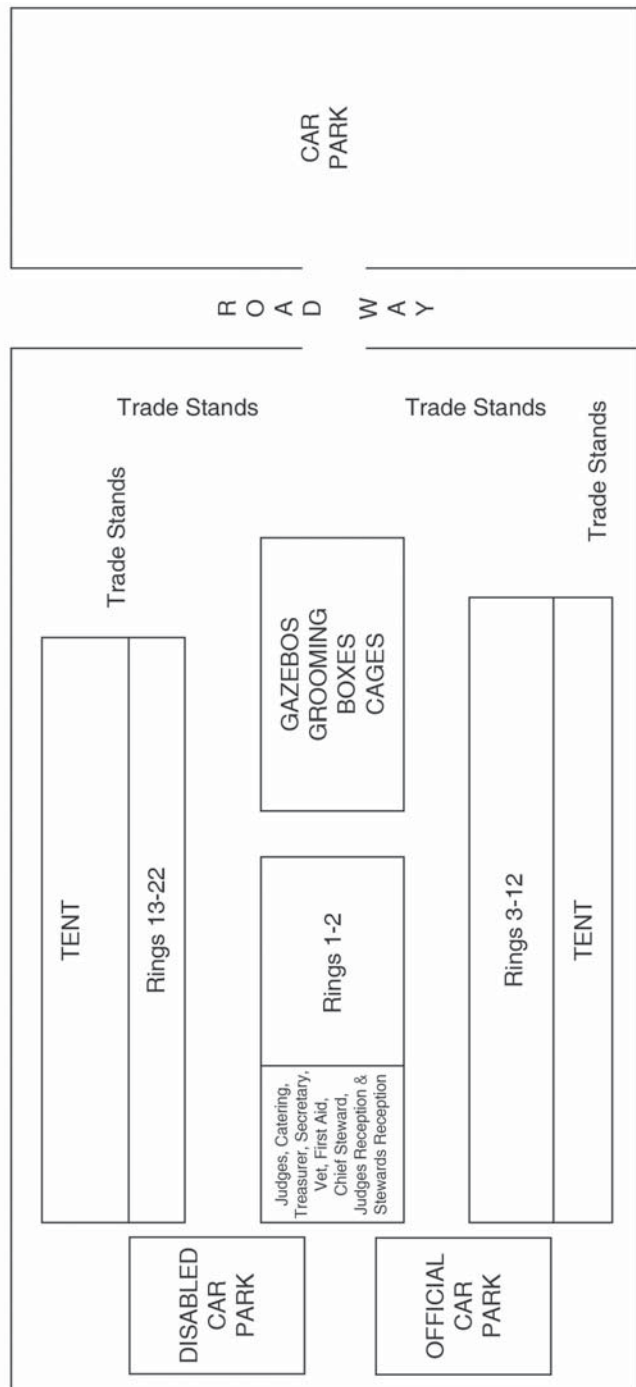 CAR
PARK
ROAD WAY
Trade Stands
Trade Stands
Trade Stands
Trade Stands
GAZEBOS
GROOMING
BOXES
CAGES
TENT
Rings 13-22
Rings 1-2
Judges, Catering,
Treasurer, Secretary,
Vet, First Aid,
Chief Steward,
Judges Reception &
Stewards Reception
Rings 3-12
TENT
DISABLED
CAR
PARK
OFFICIAL
CAR
PARK